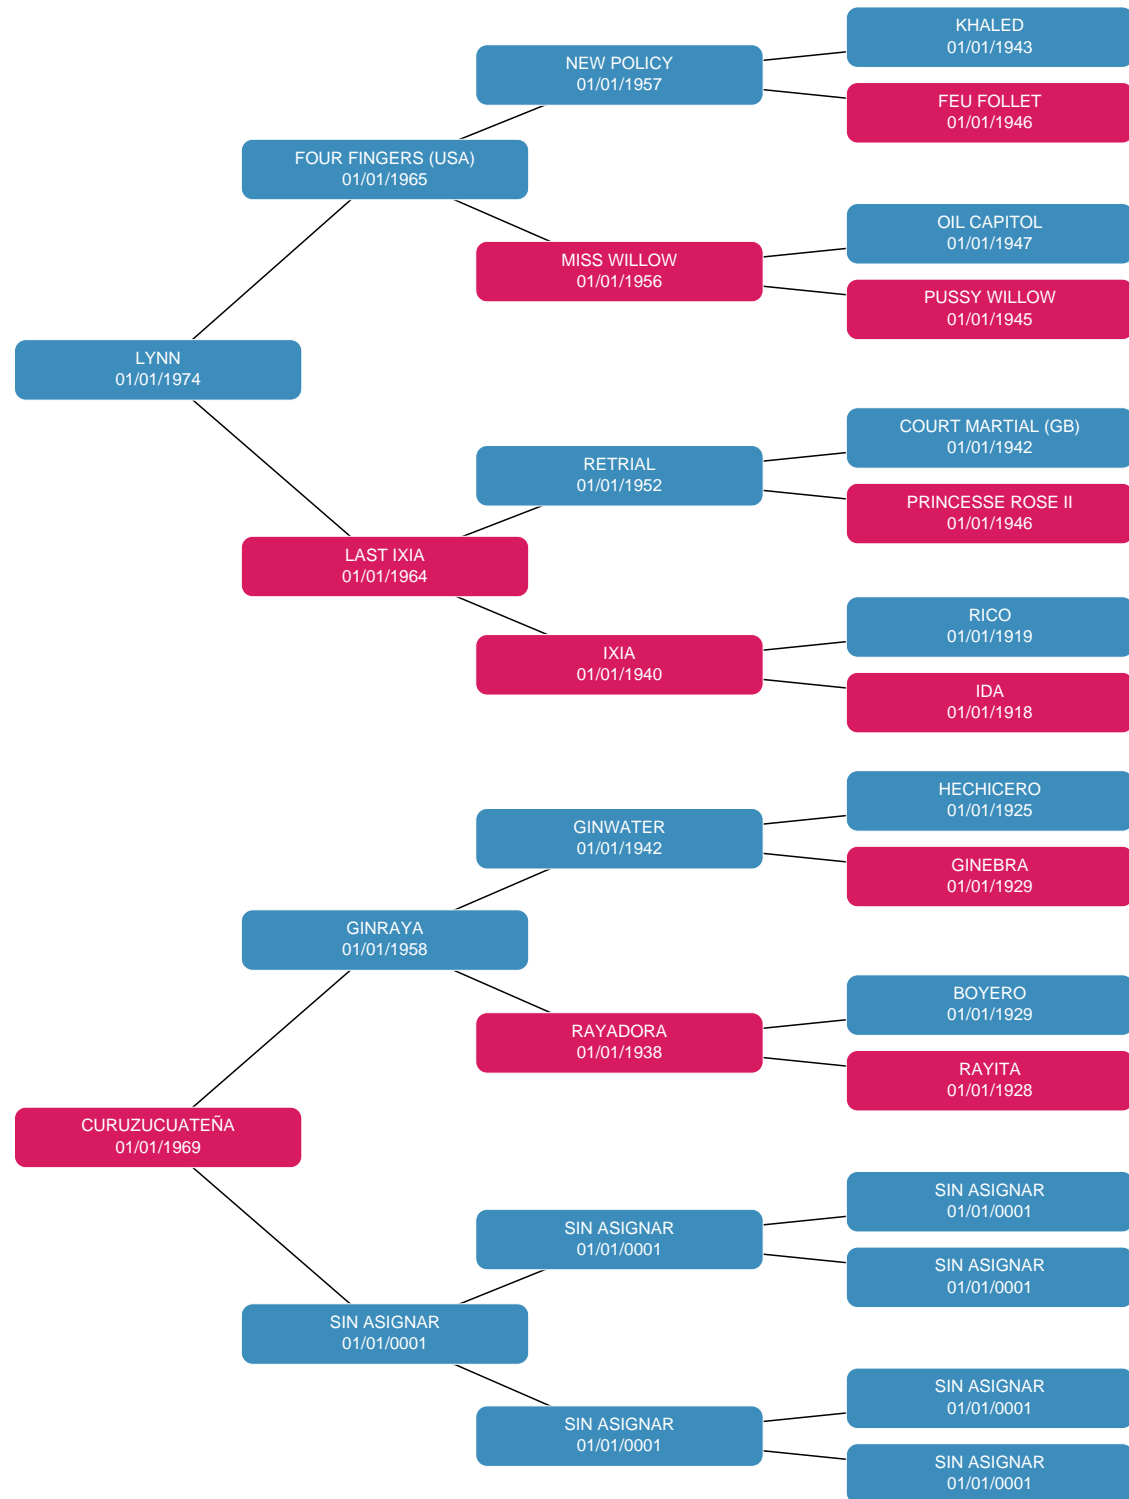 KHALED
01/01/1943
NEW POLICY
01/01/1957
FEU FOLLET
01/01/1946
FOUR FINGERS (USA)
01/01/1965
OIL CAPITOL
01/01/1947
MISS WILLOW
01/01/1956
PUSSY WILLOW
01/01/1945
LYNN
01/01/1974
COURT MARTIAL (GB)
01/01/1942
RETRIAL
01/01/1952
PRINCESSE ROSE II
01/01/1946
LAST IXIA
01/01/1964
RICO
01/01/1919
IXIA
01/01/1940
IDA
01/01/1918
HECHICERO
01/01/1925
GINWATER
01/01/1942
GINEBRA
01/01/1929
GINRAYA
01/01/1958
BOYERO
01/01/1929
RAYADORA
01/01/1938
RAYITA
01/01/1928
CURUZUCUATEÑA
01/01/1969
SIN ASIGNAR
01/01/0001
SIN ASIGNAR
01/01/0001
SIN ASIGNAR
01/01/0001
SIN ASIGNAR
01/01/0001
SIN ASIGNAR
01/01/0001
SIN ASIGNAR
01/01/0001
SIN ASIGNAR
01/01/0001